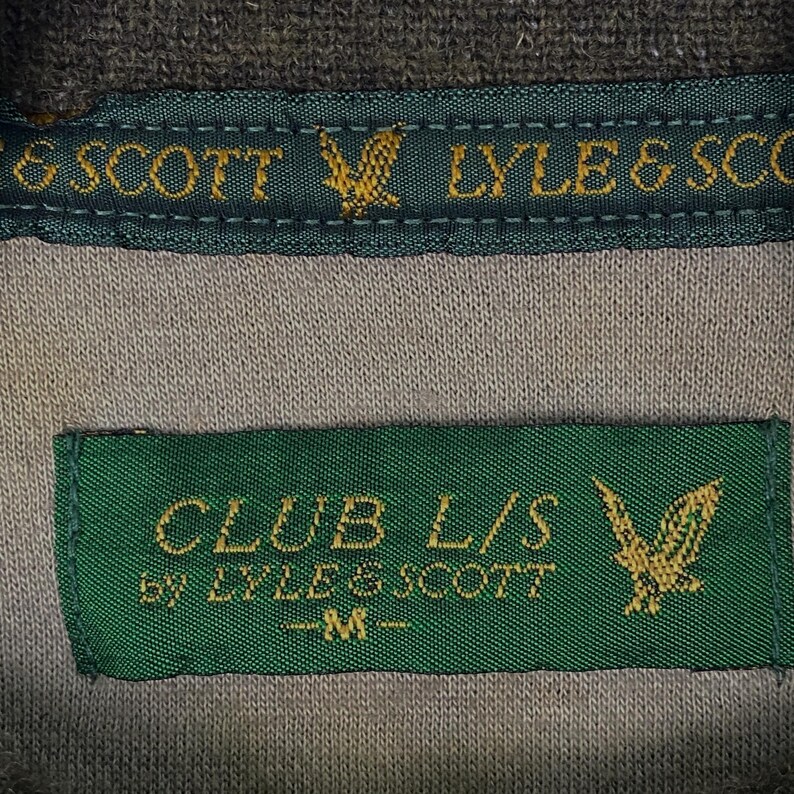 & SCOTT LYLE & SCO
CLUB L/S
by LYLE & SCOTT
-M-